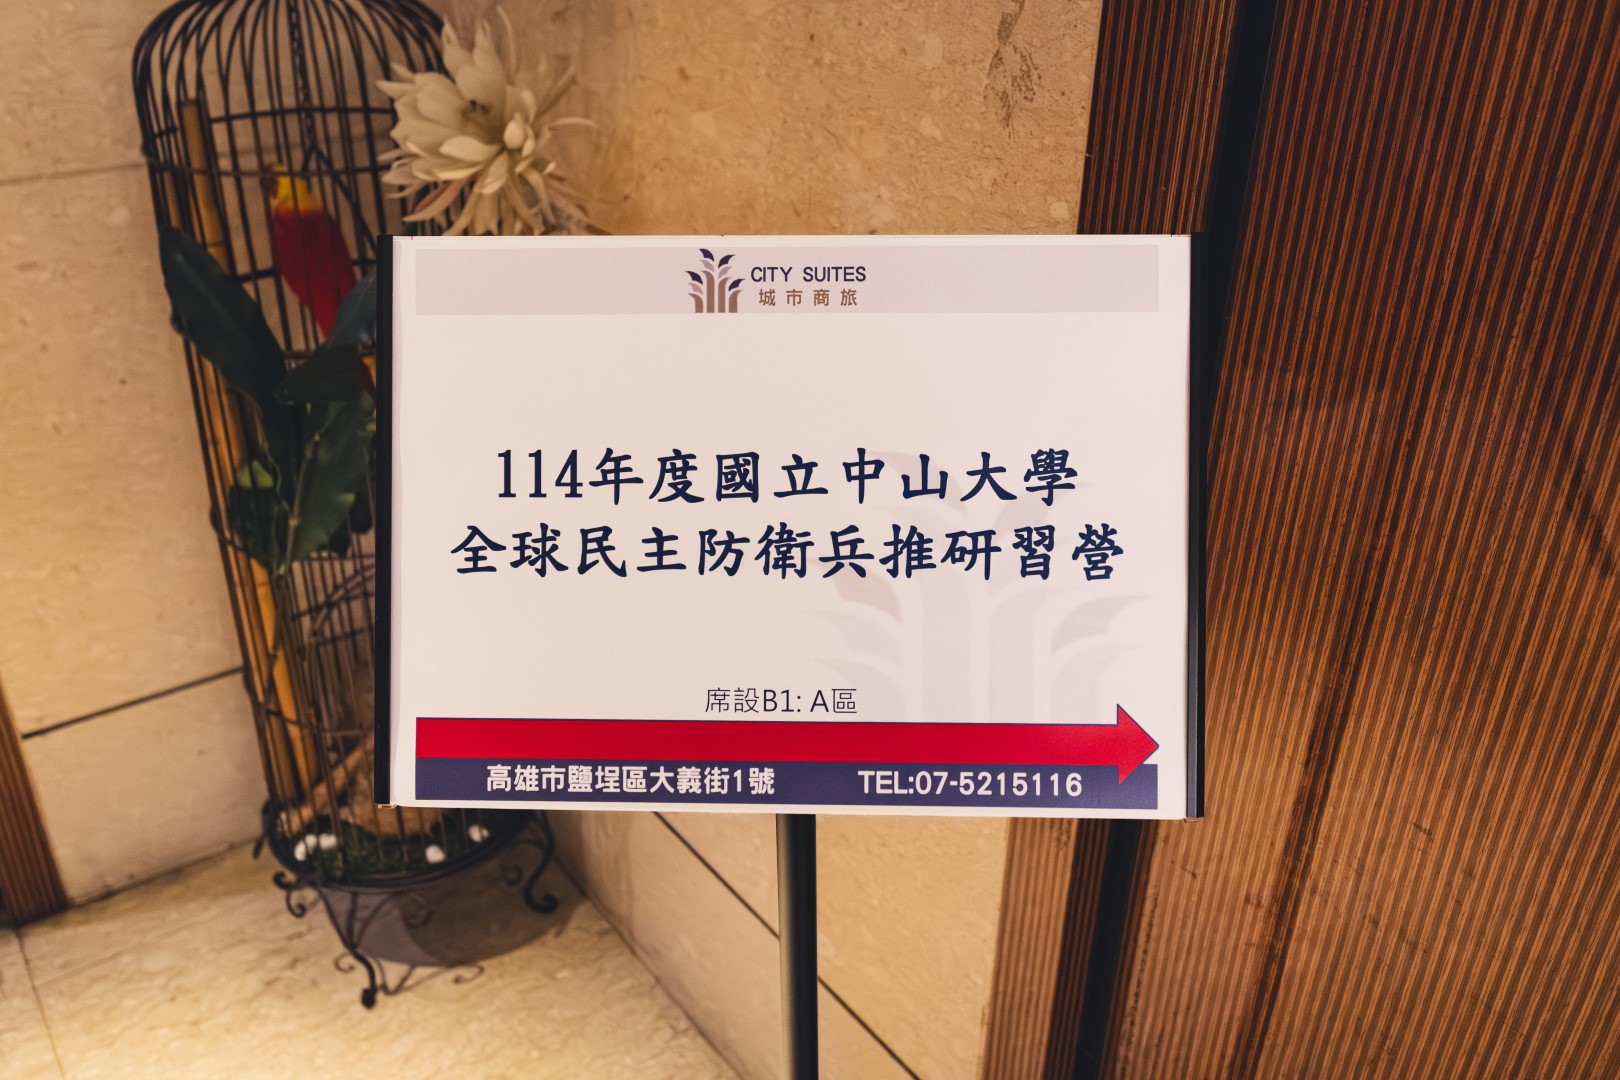 CITY SUITES
城市商旅
114年度國立中山大學
全球民主防衛兵推研習營
席設B1: A區
高雄市鹽埕區大義街1號 TEL:07-5215116